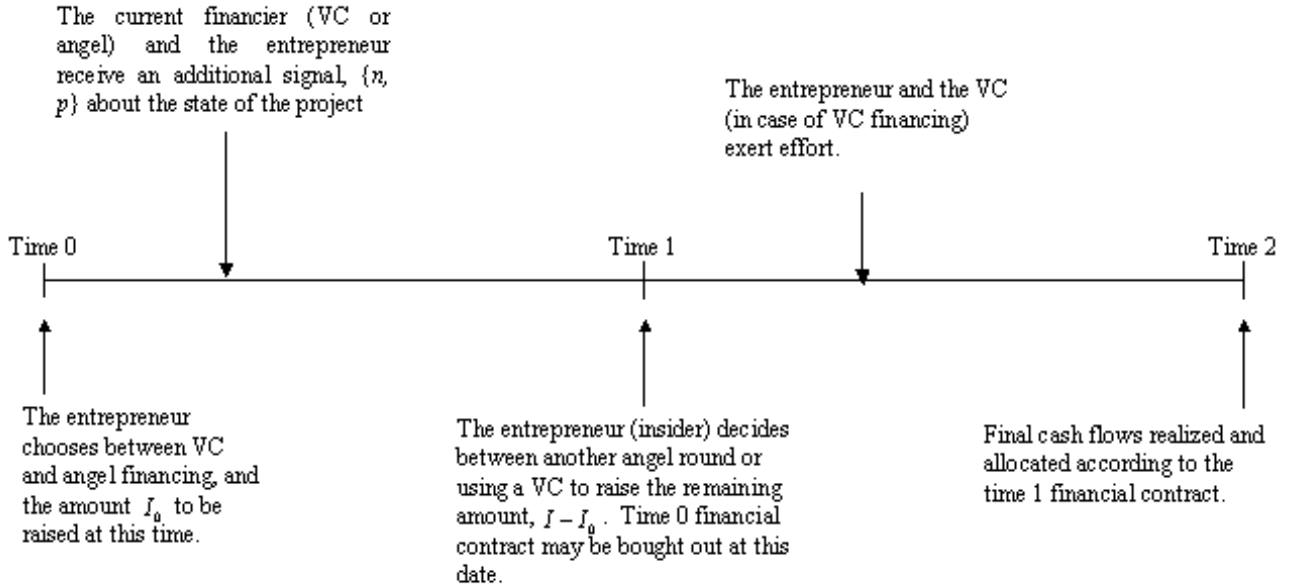 The current financier (VC or
angel) and the entrepreneur
receive an additional signal, {n,
p} about the state of the project
The entrepreneur and the VC
(in case of VC financing)
exert effort.
Time 0
Time 1
Time 2
The entrepreneur
chooses between VC
and angel financing, and
the amount I₀ to be
raised at this time.
The entrepreneur (insider) decides
between another angel round or
using a VC to raise the remaining
amount, I – I₀. Time 0 financial
contract may be bought out at this
date.
Final cash flows realized and
allocated according to the
time 1 financial contract.